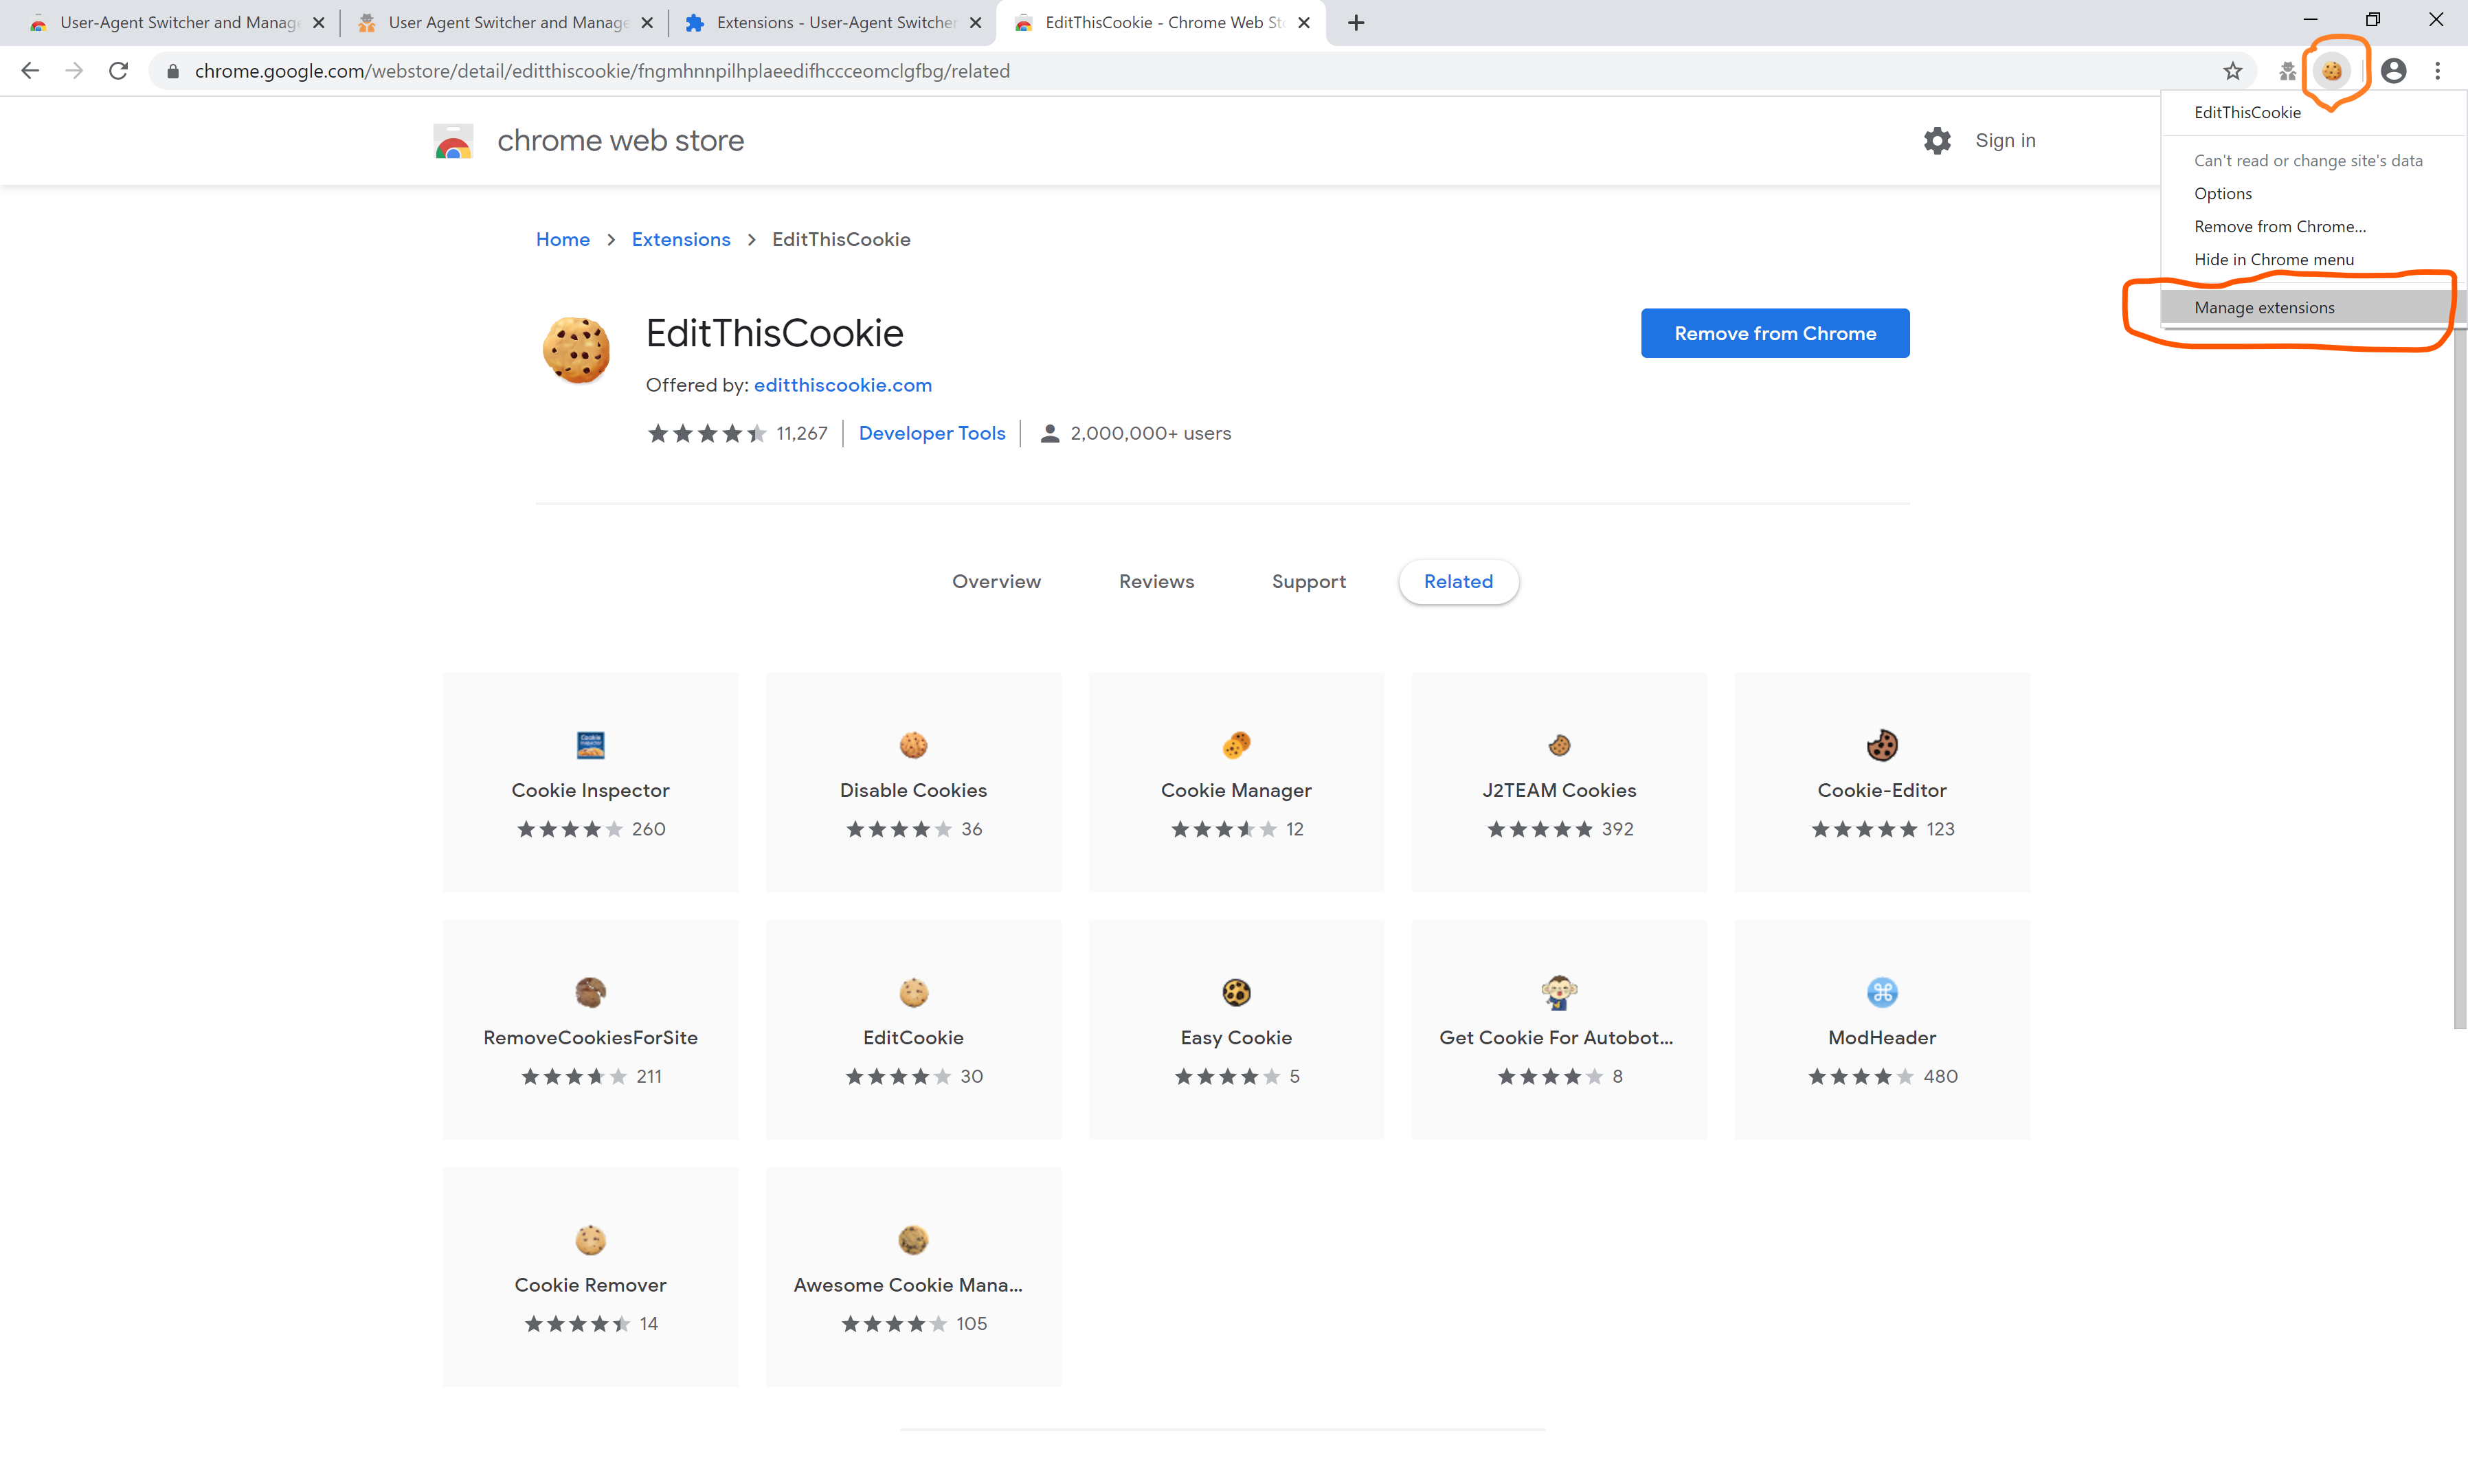 User-Agent Switcher and Manag
User Agent Switcher and Manage
Extensions - User-Agent Switcher
EditThisCookie - Chrome Web Sto
chrome.google.com/webstore/detail/editthiscookie/fngmhnnpilhplaeedifhccceomclgfbg/related
chrome web store
Sign in
EditThisCookie
Can't read or change site's data
Options
Remove from Chrome...
Hide in Chrome menu
Manage extensions
Home > Extensions > EditThisCookie
EditThisCookie
Remove from Chrome
Offered by: editthiscookie.com
11,267 Developer Tools 2,000,000+ users
Overview Reviews Support Related
Cookie Inspector
260
Disable Cookies
36
Cookie Manager
12
J2TEAM Cookies
392
Cookie-Editor
123
RemoveCookiesForSite
211
EditCookie
30
Easy Cookie
5
Get Cookie For Autobot...
8
ModHeader
480
Cookie Remover
14
Awesome Cookie Mana...
105